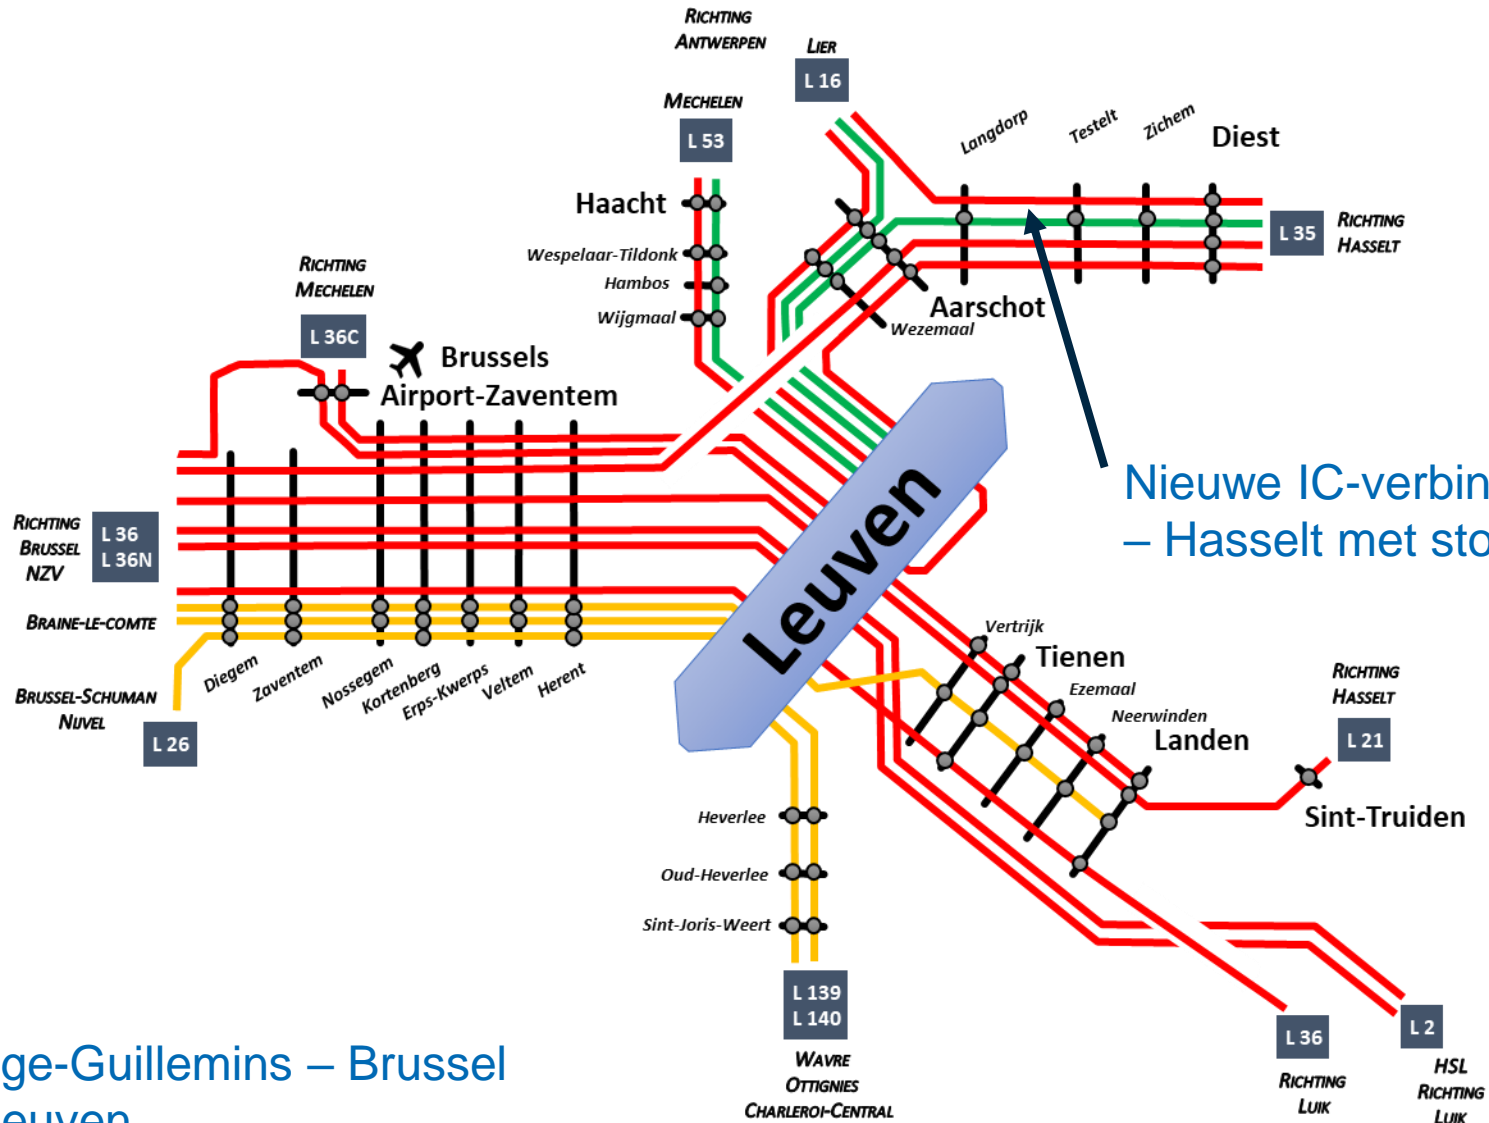 RICHTING
ANTWERPEN
LIER
L 16
MECHELEN
L 53
Langdorp
Testelt
Zichem
Diest
Haacht
Wespelaar-Tildonk
Hambos
Wijgmaal
L 35
RICHTING
HASSELT
RICHTING
MECHELEN
L 36C
Aarschot
Wezemaal
Brussels
Airport-Zaventem
Nieuwe IC-verbin
– Hasselt met sto
RICHTING
BRUSSEL
NZV
L 36
L 36N
BRAINE-LE-COMTE
Leuven
BRUSSEL-SCHUMAN
NIJVEL
L 26
Diegem
Zaventem
Nossegem
Kortenberg
Erps-Kwerps
Veltem
Herent
Vertrijk
Tienen
Ezemaal
Neerwinden
Landen
RICHTING
HASSELT
L 21
Sint-Truiden
Heverlee
Oud-Heverlee
Sint-Joris-Weert
L 139
L 140
WAVRE
OTTIGNIES
CHARLEROI-CENTRAL
L 36
RICHTING
LUIK
L 2
HSL
RICHTING
LUIK
ge-Guillemins – Brussel
euven